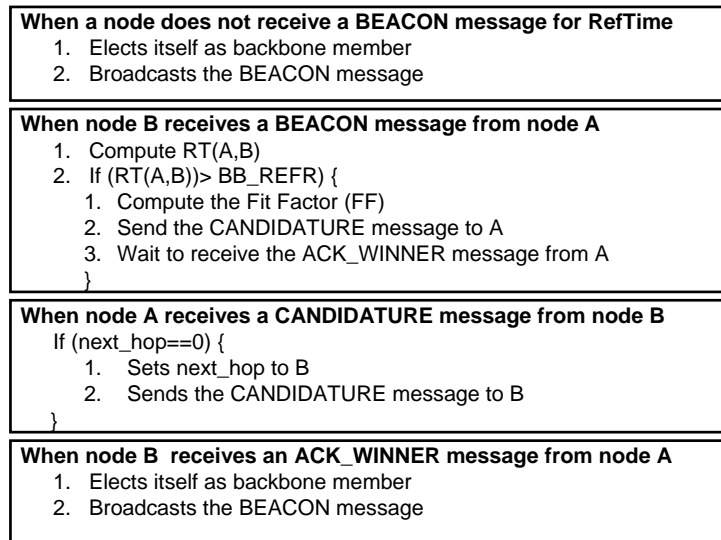 When a node does not receive a BEACON message for RefTime
1. Elects itself as backbone member
2. Broadcasts the BEACON message
When node B receives a BEACON message from node A
1. Compute RT(A,B)
2. If (RT(A,B))> BB_REFR) {
1. Compute the Fit Factor (FF)
2. Send the CANDIDATURE message to A
3. Wait to receive the ACK_WINNER message from A
}
When node A receives a CANDIDATURE message from node B
If (next_hop==0) {
1. Sets next_hop to B
2. Sends the CANDIDATURE message to B
}
When node B receives an ACK_WINNER message from node A
1. Elects itself as backbone member
2. Broadcasts the BEACON message